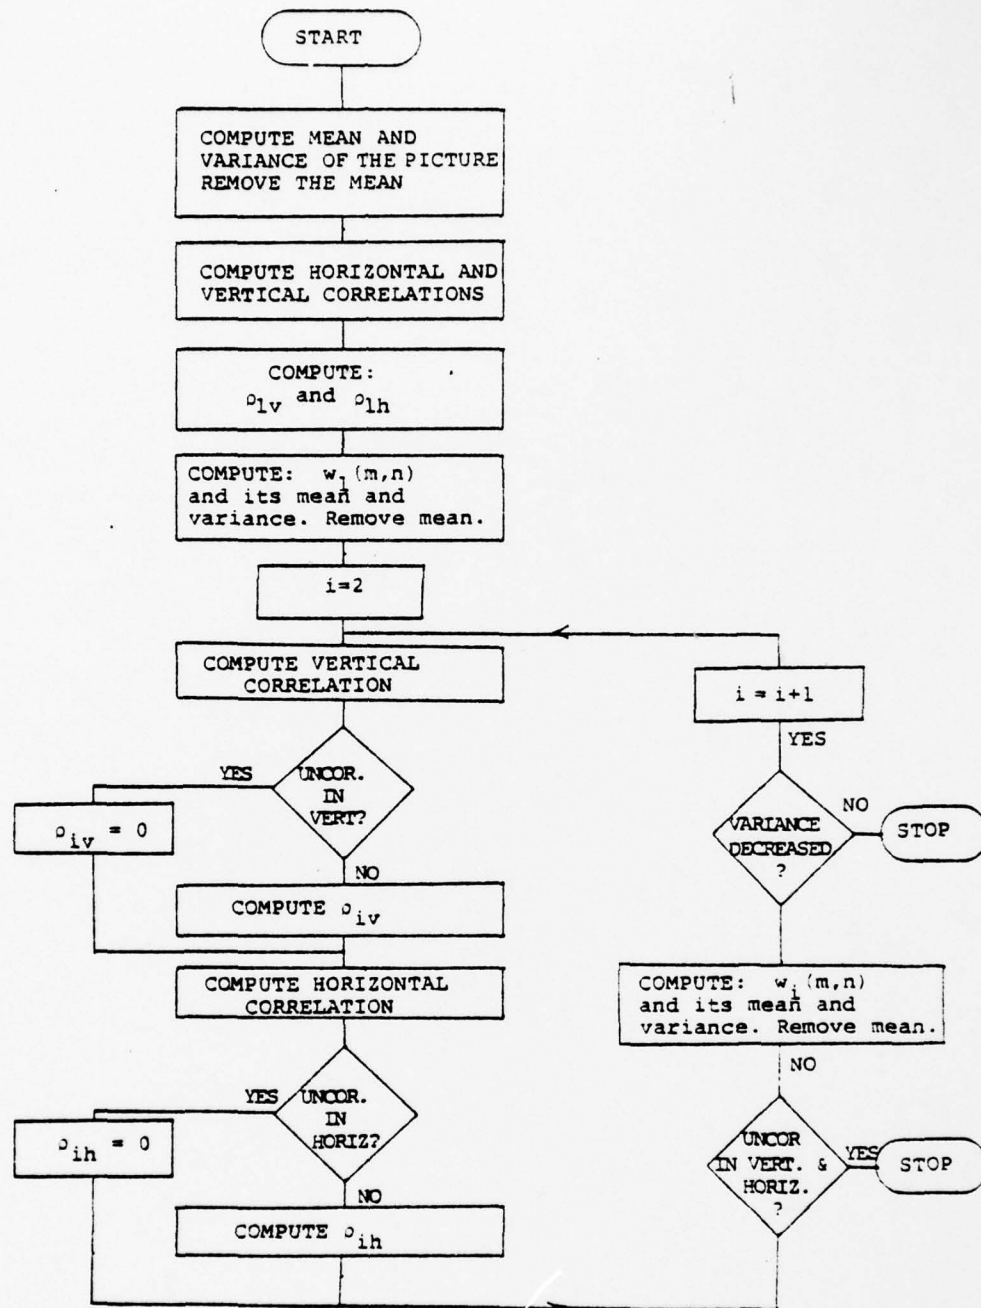 START
COMPUTE MEAN AND
VARIANCE OF THE PICTURE
REMOVE THE MEAN
COMPUTE HORIZONTAL AND
VERTICAL CORRELATIONS
COMPUTE:
ρ1v and ρ1h
COMPUTE: w1(m,n)
and its mean and
variance. Remove mean.
i=2
COMPUTE VERTICAL
CORRELATION
YES
UNCOR.
IN
VERT?
ρiv = 0
NO
COMPUTE ρiv
COMPUTE HORIZONTAL
CORRELATION
YES
UNCOR.
IN
HORIZ?
ρih = 0
NO
COMPUTE ρih
UNCOR
IN VERT. &
HORIZ.
?
YES
STOP
NO
COMPUTE: wi(m,n)
and its mean and
variance. Remove mean.
VARIANCE
DECREASED
?
NO
STOP
YES
i = i+1